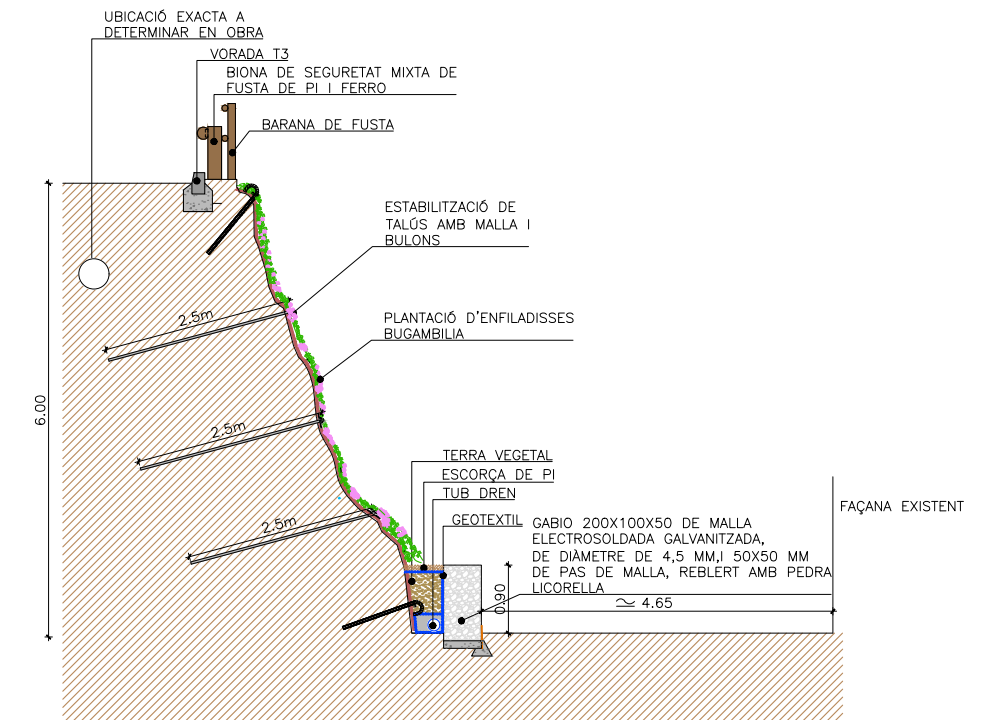 UBICACIÓ EXACTA A
DETERMINAR EN OBRA
VORADA T3
BIONA DE SEGURETAT MIXTA DE
FUSTA DE PI I FERRO
BARANA DE FUSTA
ESTABILITZACIÓ DE
TALÚS AMB MALLA I
BULONS
2.5m
PLANTACIÓ D'ENFILADISSES
BUGAMBILIA
6.00
2.5m
TERRA VEGETAL
ESCORÇA DE PI
TUB DREN
GEOTEXTIL
2.5m
GABIO 200X100X50 DE MALLA
ELECTROSOLDADA GALVANITZADA,
DE DIÀMETRE DE 4,5 MM,I 50X50 MM
DE PAS DE MALLA, REBLERT AMB PEDRA
LICORELLA
FAÇANA EXISTENT
0.90
≃ 4.65